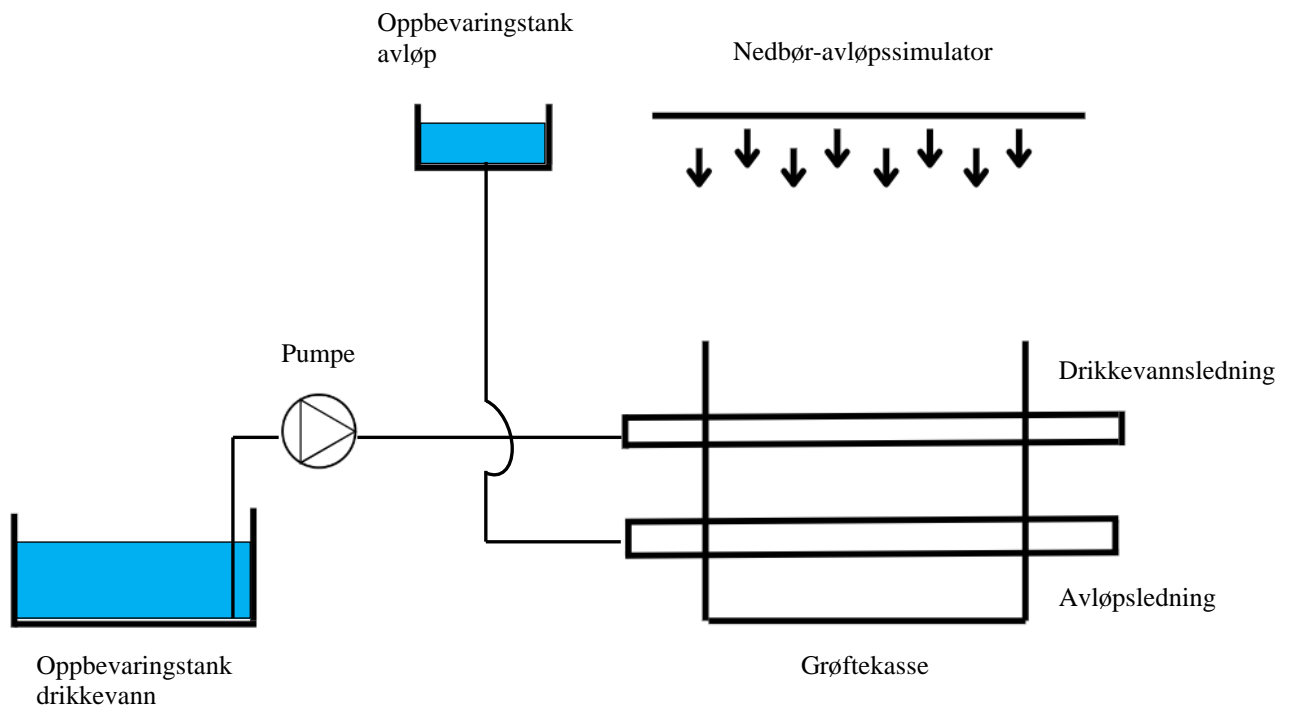 Oppbevaringstank
avløp
Nedbør-avløpssimulator
Pumpe
Drikkevannsledning
Avløpsledning
Oppbevaringstank
drikkevann
Grøftekasse